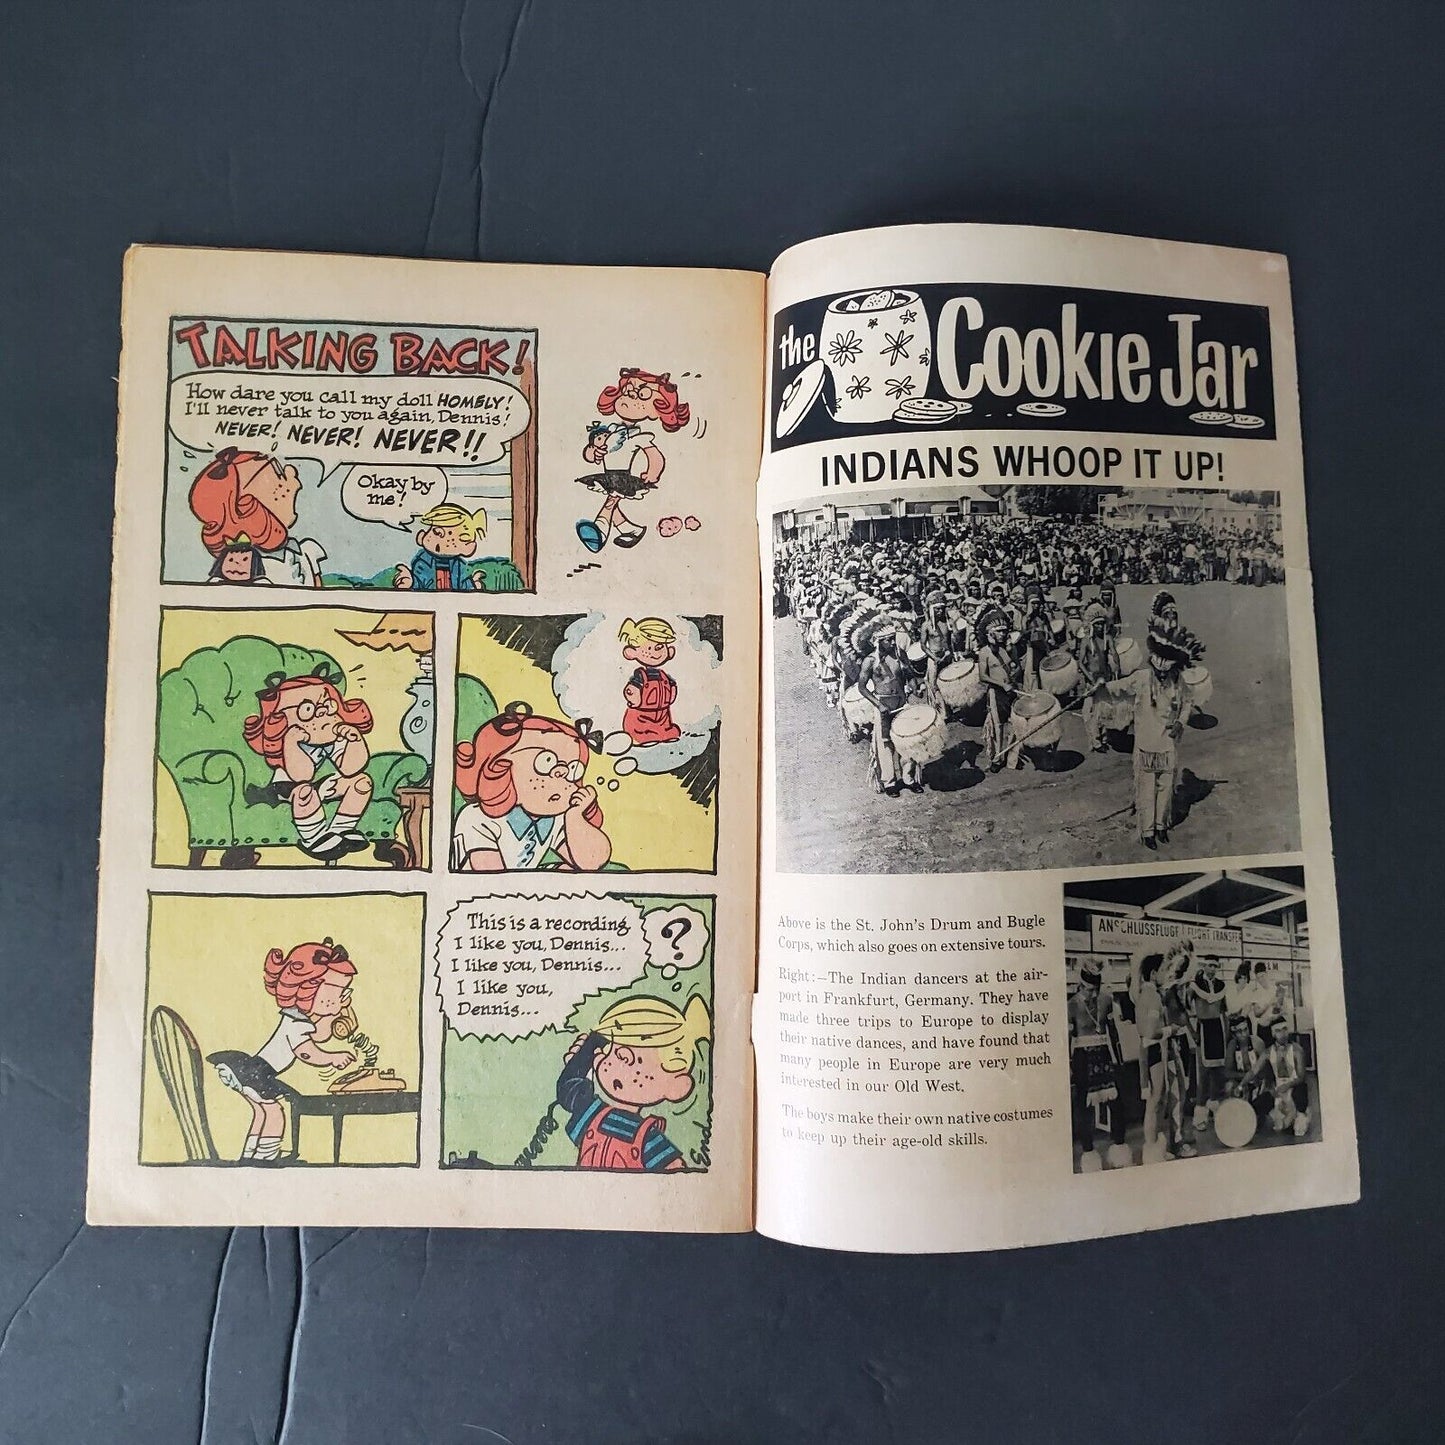 TALKING BACK!
How dare you call my doll HOMELY!
I'll never talk to you again, Dennis!
NEVER! NEVER! NEVER!!
Okay by
me!
This is a recording
I like you, Dennis...
I like you, Dennis...
I like you,
Dennis...
?
End
the Cookie Jar
INDIANS WHOOP IT UP!
Above is the St. John's Drum and Bugle
Corps, which also goes on extensive tours.
Right:—The Indian dancers at the air-
port in Frankfurt, Germany. They have
made three trips to Europe to display
their native dances, and have found that
many people in Europe are very much
interested in our Old West.
The boys make their own native costumes
to keep up their age-old skills.
ANSCHLUSSFLUGE FLIGHT TRANSFER